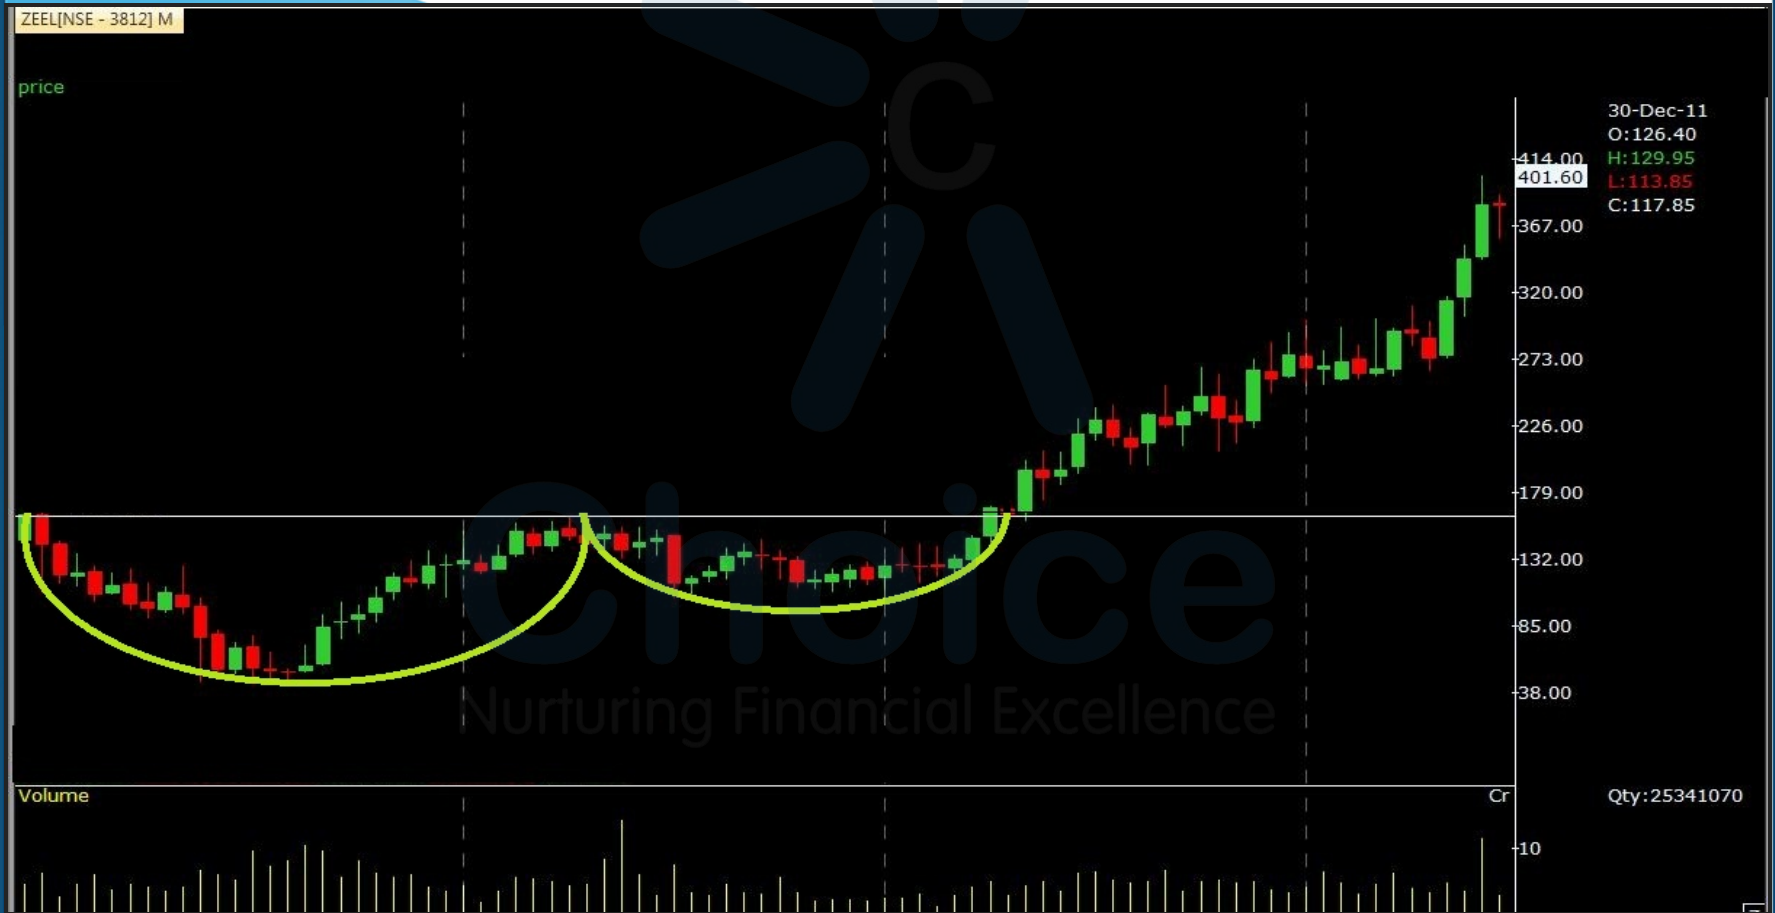 ZEEL[NSE - 3812] M
price
30-Dec-11
O:126.40
H:129.95
L:113.85
C:117.85
414.00
401.60
367.00
320.00
273.00
226.00
179.00
132.00
85.00
38.00
C
Choice
Nurturing Financial Excellence
Volume
Cr
Qty:25341070
10